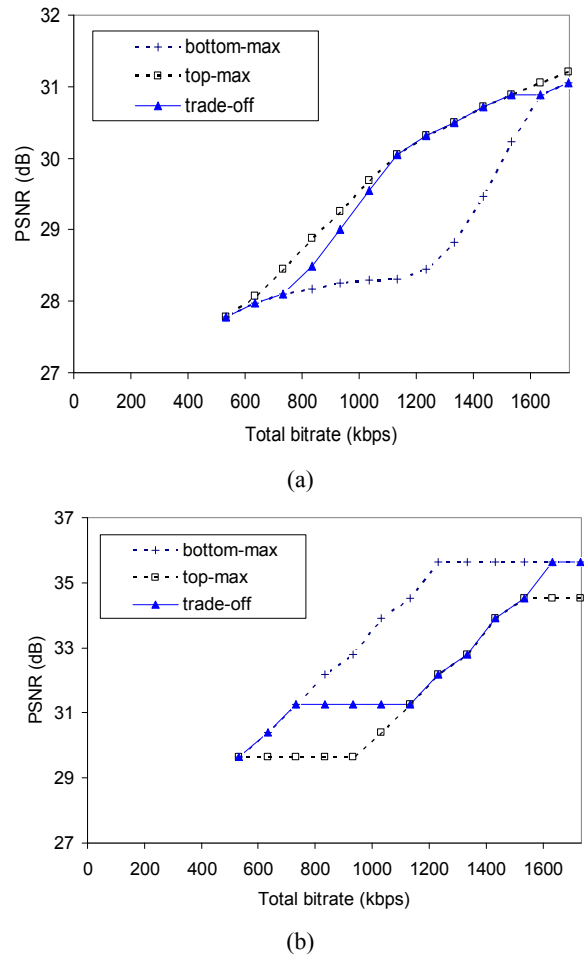 32
31
30
29
28
27
PSNR (dB)
bottom-max
top-max
trade-off
0 200 400 600 800 1000 1200 1400 1600
Total bitrate (kbps)
(a)
37
35
33
31
29
27
PSNR (dB)
bottom-max
top-max
trade-off
0 200 400 600 800 1000 1200 1400 1600
Total bitrate (kbps)
(b)